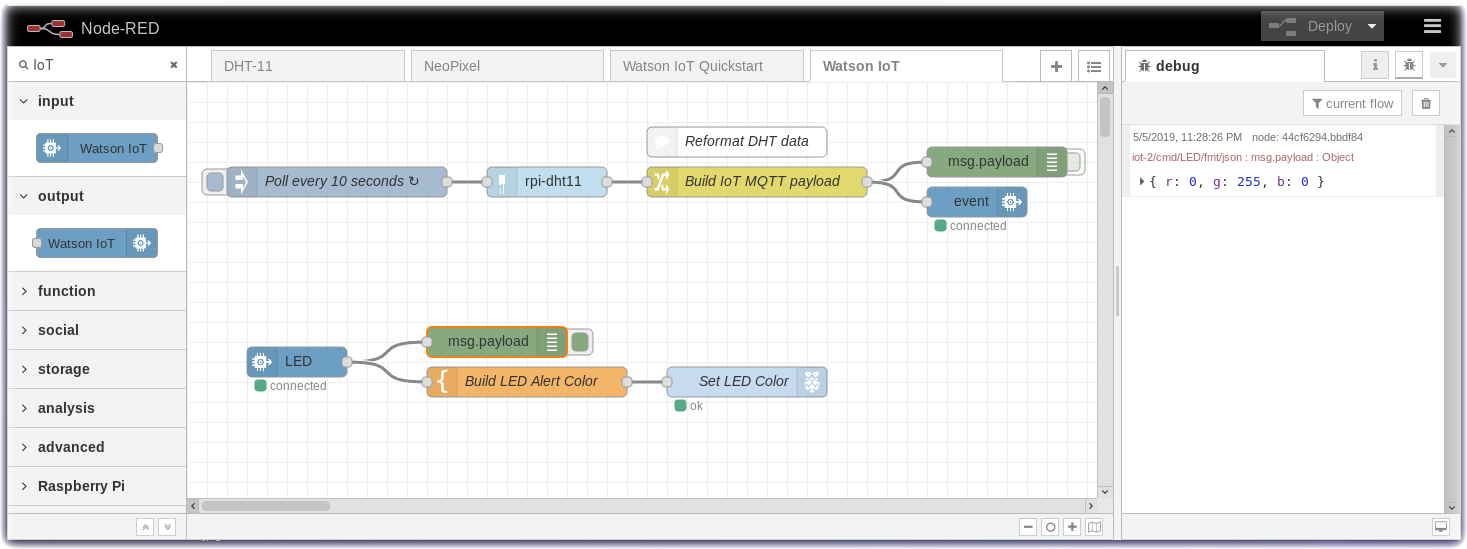 Node-RED
Deploy
IoT
DHT-11
NeoPixel
Watson IoT Quickstart
Watson IoT
debug
input
Watson IoT
output
Watson IoT
function
social
storage
analysis
advanced
Raspberry Pi
Reformat DHT data
Poll every 10 seconds ↻
rpi-dht11
Build IoT MQTT payload
msg.payload
event
connected
LED
connected
msg.payload
Build LED Alert Color
Set LED Color
ok
current flow
5/5/2019, 11:28:26 PM node: 44cf6294.bbdf84
iot-2/cmd/LED/fmt/json : msg.payload : Object
{ r: 0, g: 255, b: 0 }